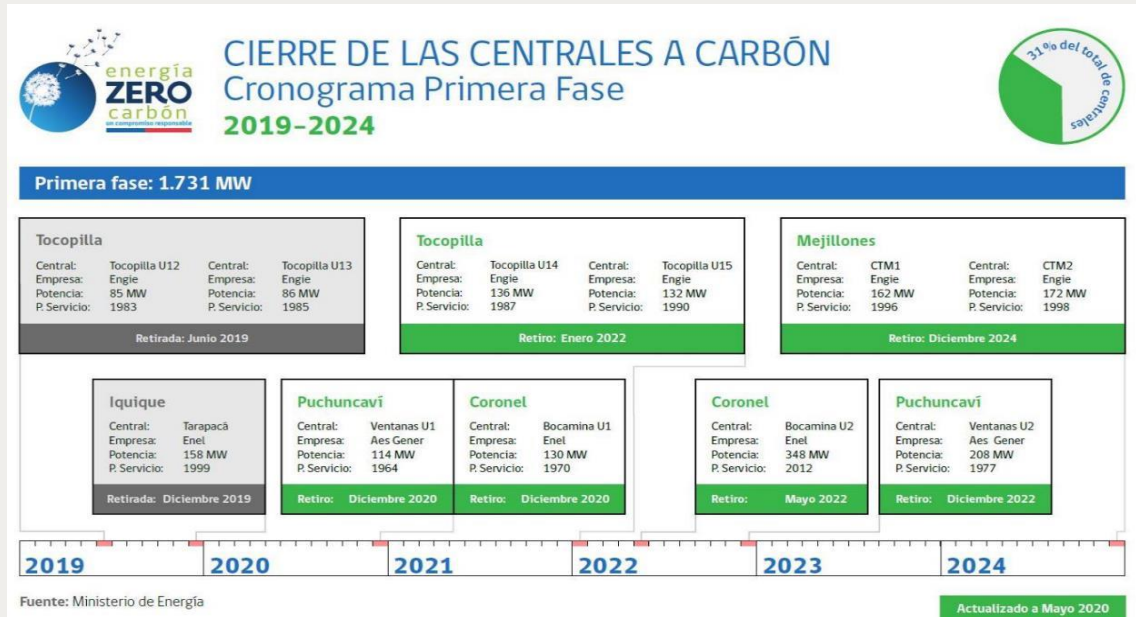 energía
ZERO
carbón
un compromiso responsable
CIERRE DE LAS CENTRALES A CARBÓN
Cronograma Primera Fase
2019-2024
31% del total de centrales
Primera fase: 1.731 MW
Tocopilla
Central: Tocopilla U12 Central: Tocopilla U13
Empresa: Engie Empresa: Engie
Potencia: 85 MW Potencia: 86 MW
P. Servicio: 1983 P. Servicio: 1985
Retirada: Junio 2019
Tocopilla
Central: Tocopilla U14 Central: Tocopilla U15
Empresa: Engie Empresa: Engie
Potencia: 136 MW Potencia: 132 MW
P. Servicio: 1987 P. Servicio: 1990
Retiro: Enero 2022
Mejillones
Central: CTM1 Central: CTM2
Empresa: Engie Empresa: Engie
Potencia: 162 MW Potencia: 172 MW
P. Servicio: 1996 P. Servicio: 1998
Retiro: Diciembre 2024
Iquique
Central: Tarapacà
Empresa: Enel
Potencia: 158 MW
P. Servicio: 1999
Retirada: Diciembre 2019
Puchuncaví
Central: Ventanas U1
Empresa: Aes Gener
Potencia: 114 MW
P. Servicio: 1964
Retiro: Diciembre 2020
Coronel
Central: Bocamina U1
Empresa: Enel
Potencia: 130 MW
P. Servicio: 1970
Retiro: Diciembre 2020
Coronel
Central: Bocamina U2
Empresa: Enel
Potencia: 348 MW
P. Servicio: 2012
Retiro: Mayo 2022
Puchuncaví
Central: Ventanas U2
Empresa: Aes Gener
Potencia: 208 MW
P. Servicio: 1977
Retiro: Diciembre 2022
2019 2020 2021 2022 2023 2024
Fuente: Ministerio de Energía
Actualizado a Mayo 2020